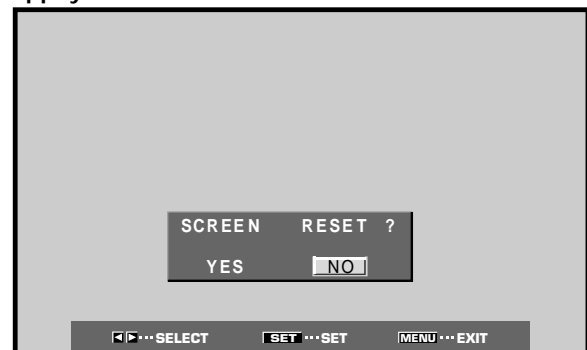 SCREEN RESET ?
YES NO
◀▶···SELECT SET···SET MENU···EXIT